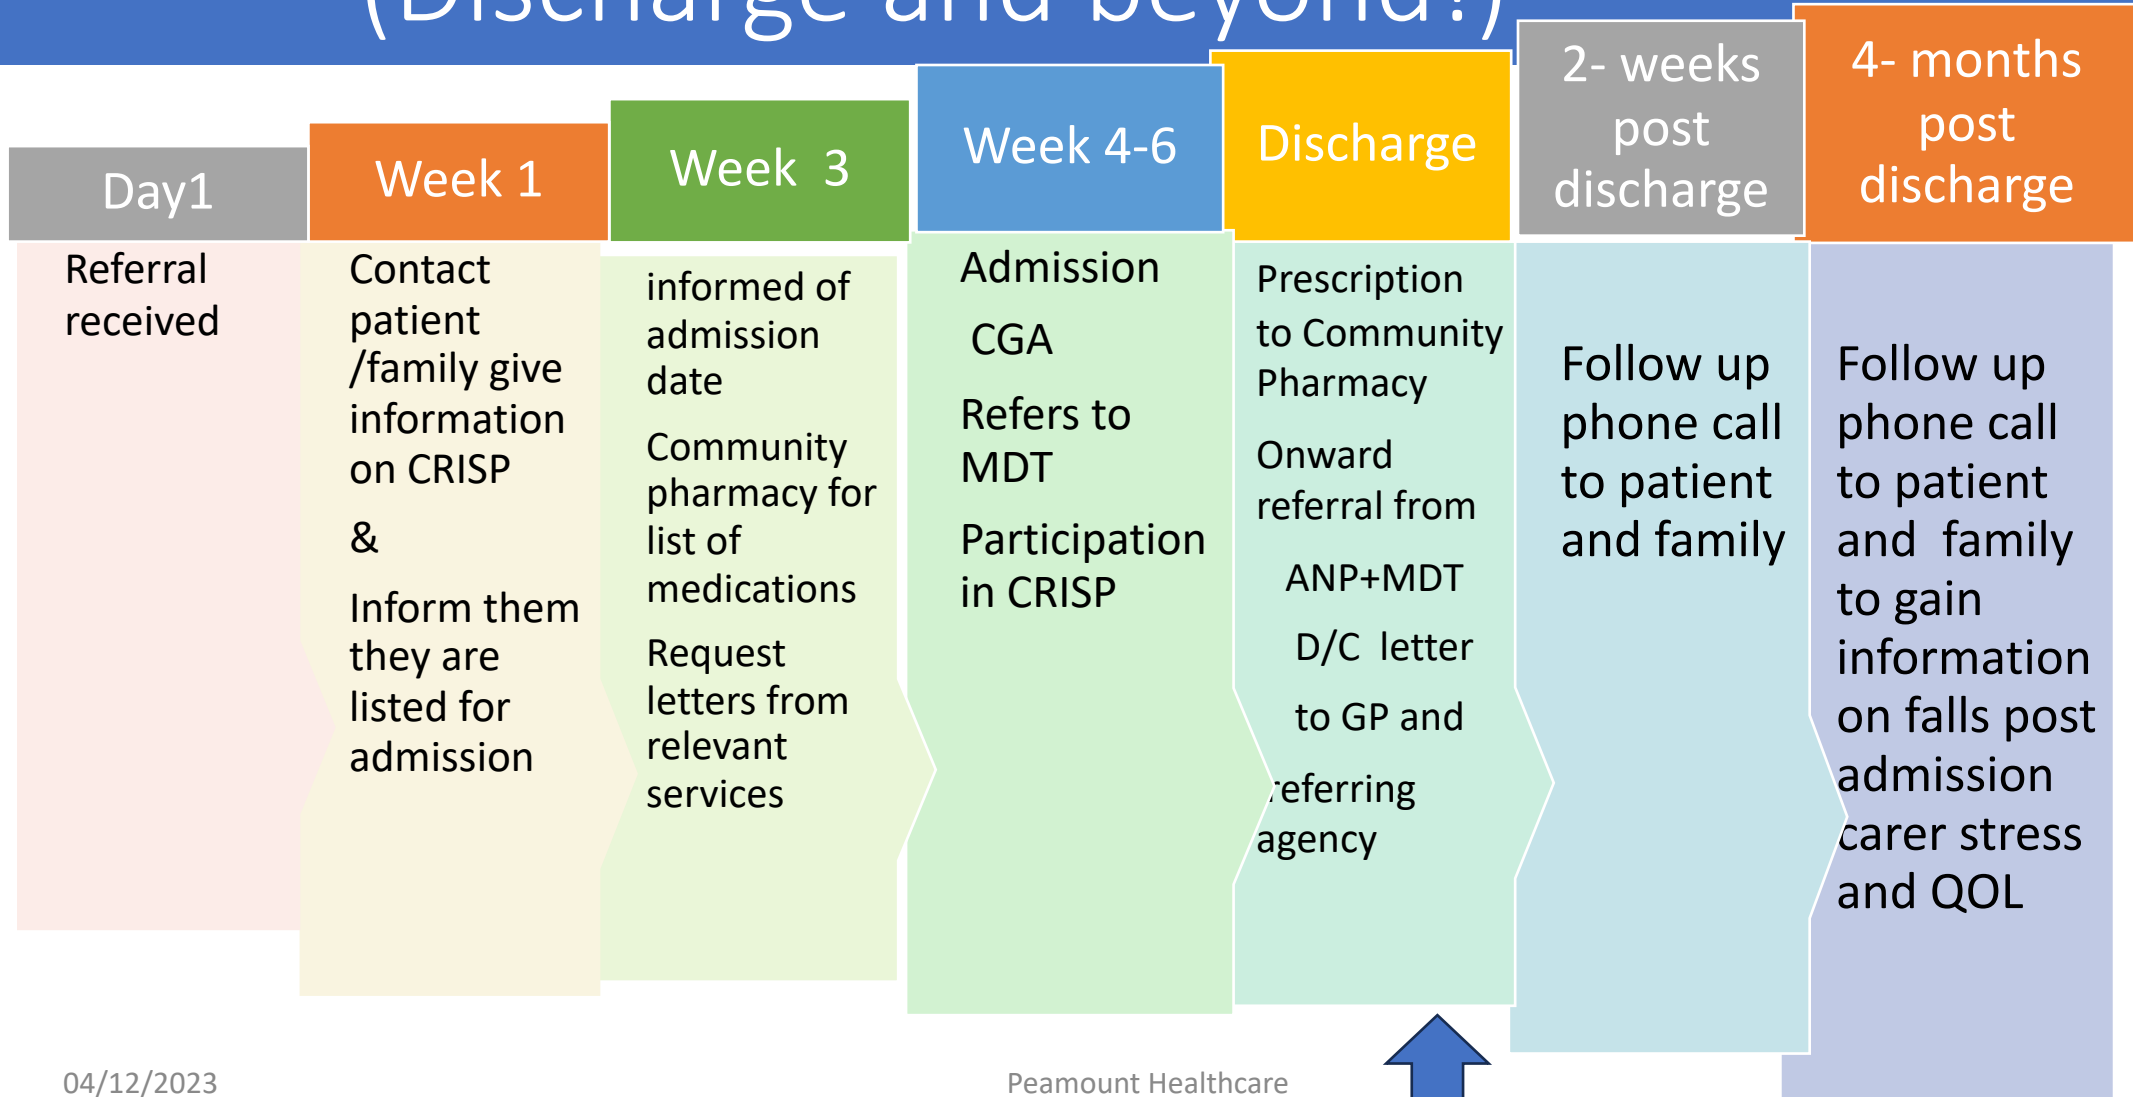 (Discharge and beyond!)
Day1
Referral
received
Week 1
Contact
patient
/family give
information
on CRISP
&
Inform them
they are
listed for
admission
Week 3
informed of
admission
date
Community
pharmacy for
list of
medications
Request
letters from
relevant
services
Week 4-6
Admission
CGA
Refers to
MDT
Participation
in CRISP
Discharge
Prescription
to Community
Pharmacy
Onward
referral from
ANP+MDT
D/C letter
to GP and
referring
agency
2- weeks
post
discharge
Follow up
phone call
to patient
and family
4- months
post
discharge
Follow up
phone call
to patient
and family
to gain
information
on falls post
admission
carer stress
and QOL
04/12/2023
Peamount Healthcare